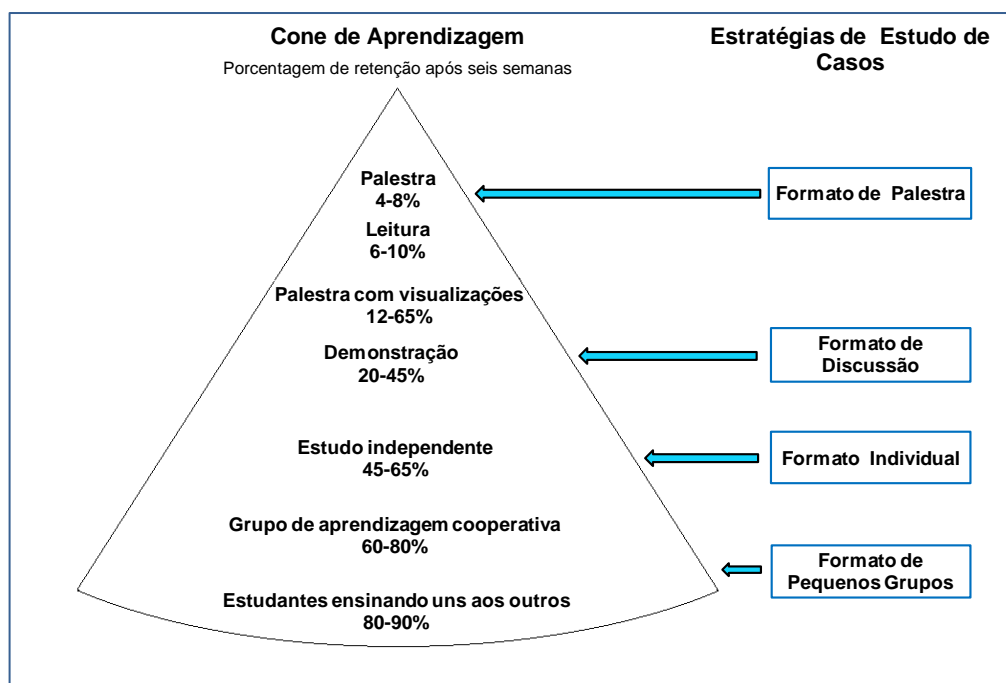 Cone de Aprendizagem
Porcentagem de retenção após seis semanas
Estratégias de Estudo de
Casos
Palestra
4-8%
Leitura
6-10%
Palestra com visualizações
12-65%
Demonstração
20-45%
Estudo independente
45-65%
Grupo de aprendizagem cooperativa
60-80%
Estudantes ensinando uns aos outros
80-90%
Formato de Palestra
Formato de
Discussão
Formato Individual
Formato de
Pequenos Grupos